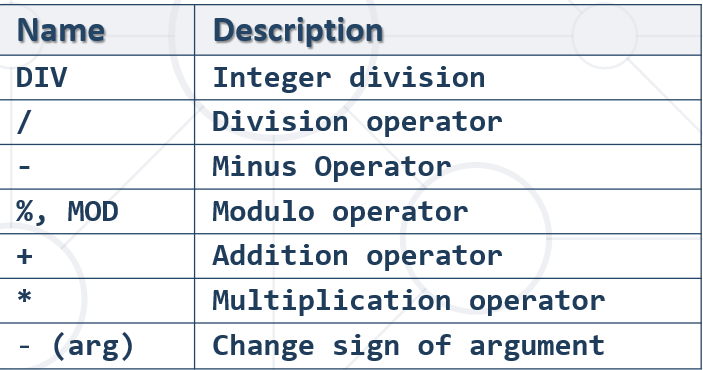 Name Description
DIV Integer division
/ Division operator
- Minus Operator
%, MOD Modulo operator
+ Addition operator
* Multiplication operator
- (arg) Change sign of argument